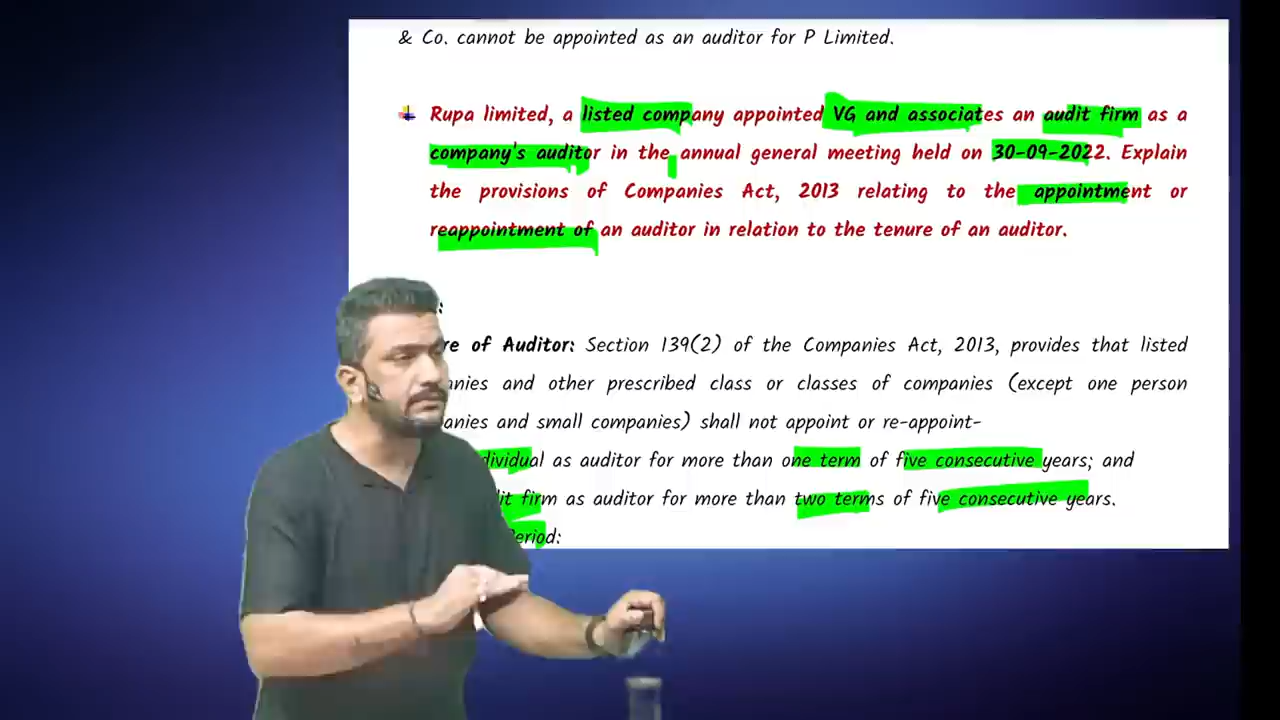 & Co. cannot be appointed as an auditor for P Limited.
Rupa limited, a listed company appointed VG and associates an audit firm as a
company's auditor in the annual general meeting held on 30-09-2022. Explain
the provisions of Companies Act, 2013 relating to the appointment or
reappointment of an auditor in relation to the tenure of an auditor.
:
of Auditor: Section 139(2) of the Companies Act, 2013, provides that listed
and other prescribed class or classes of companies (except one person
and small companies) shall not appoint or re-appoint-
as auditor for more than one term of five consecutive years; and
firm as auditor for more than two terms of five consecutive years.
Period: